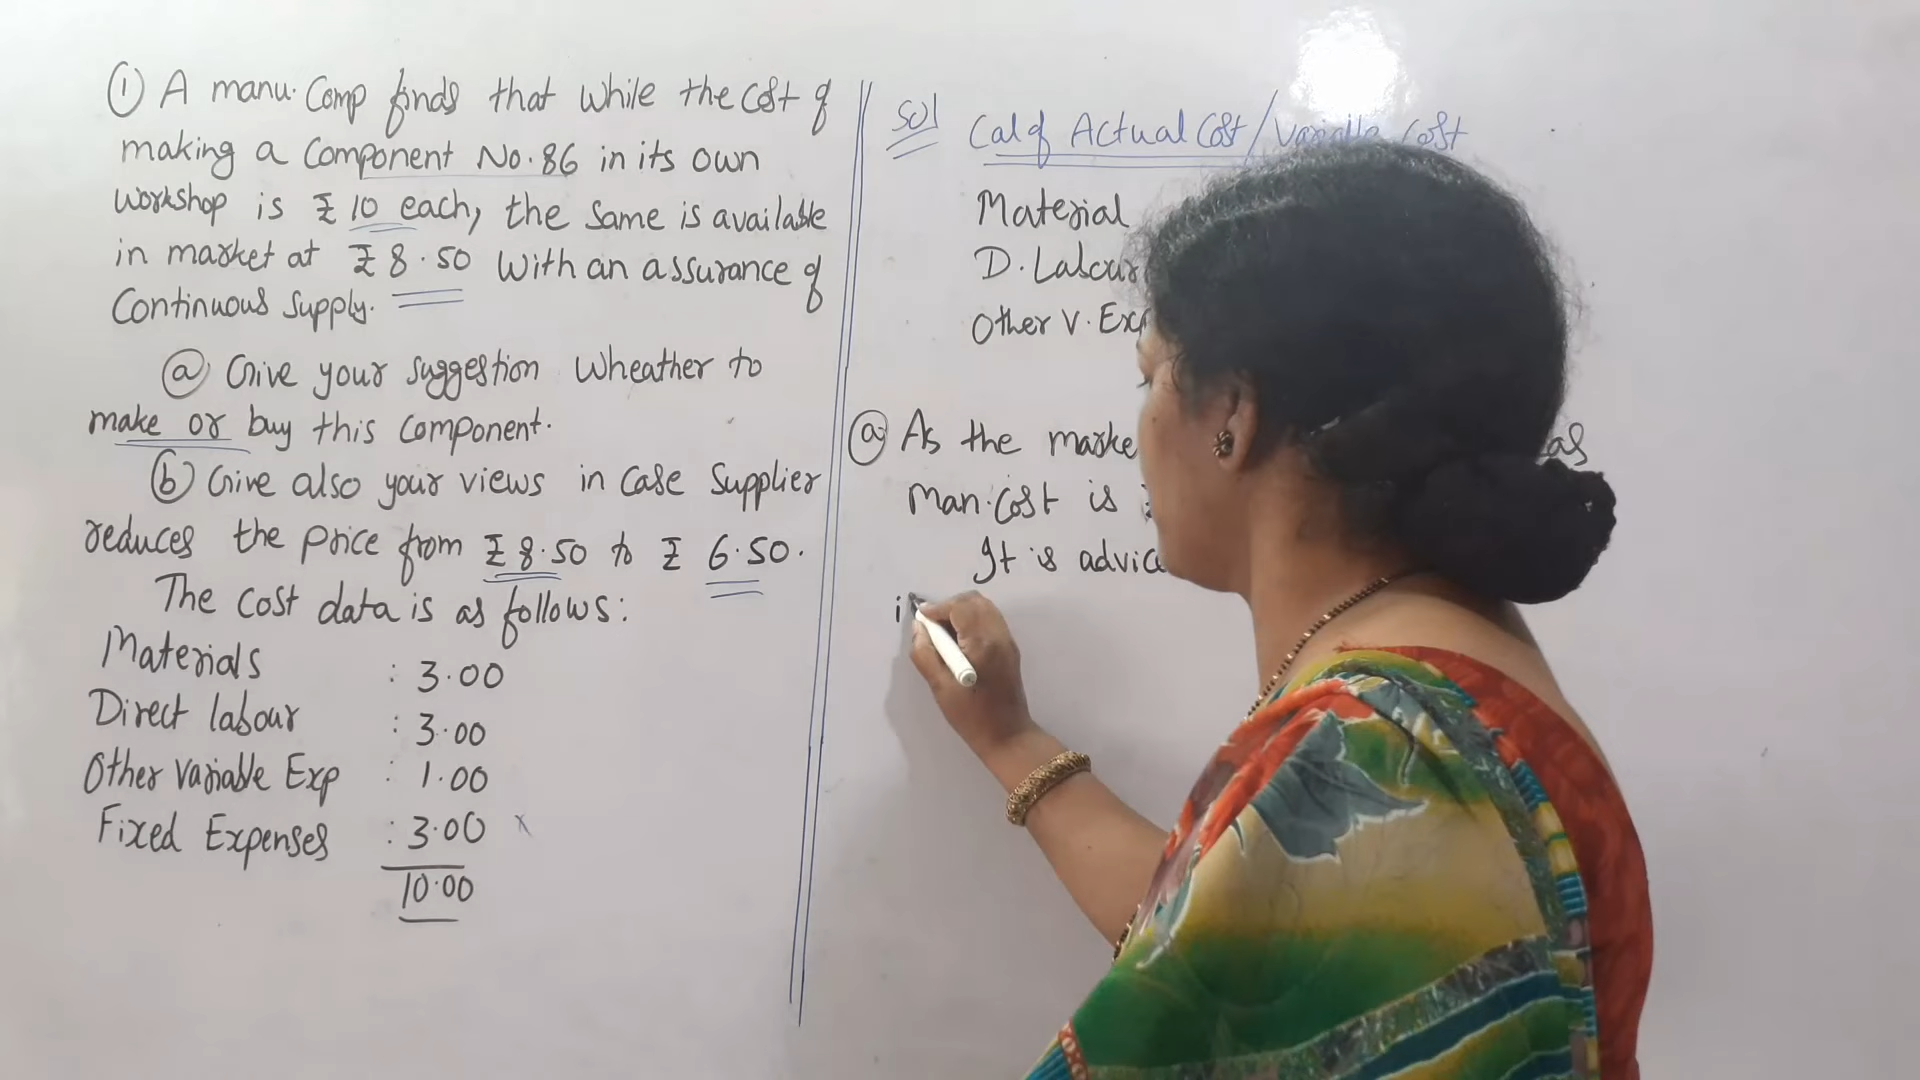 ① A manu. Comp finds that while the cost of
making a Component No. 86 in its own
workshop is ₹ 10 each, the same is available
in market at ₹ 8.50 with an assurance of
Continuous Supply.
ⓐ Give your suggestion Wheather to
make or buy this component.
ⓑ Give also your views in case Supplier
reduces the price from ₹ 8.50 to ₹ 6.50.
The cost data is as follows:
Materials : 3.00
Direct labour : 3.00
Other Variable Exp : 1.00
Fixed Expenses : 3.00 x
10.00
Sol Cal of Actual Cost/Variable Cost
Material
D. Labour
Other V. Exp
ⓐ As the as
Man. Cost is
It is